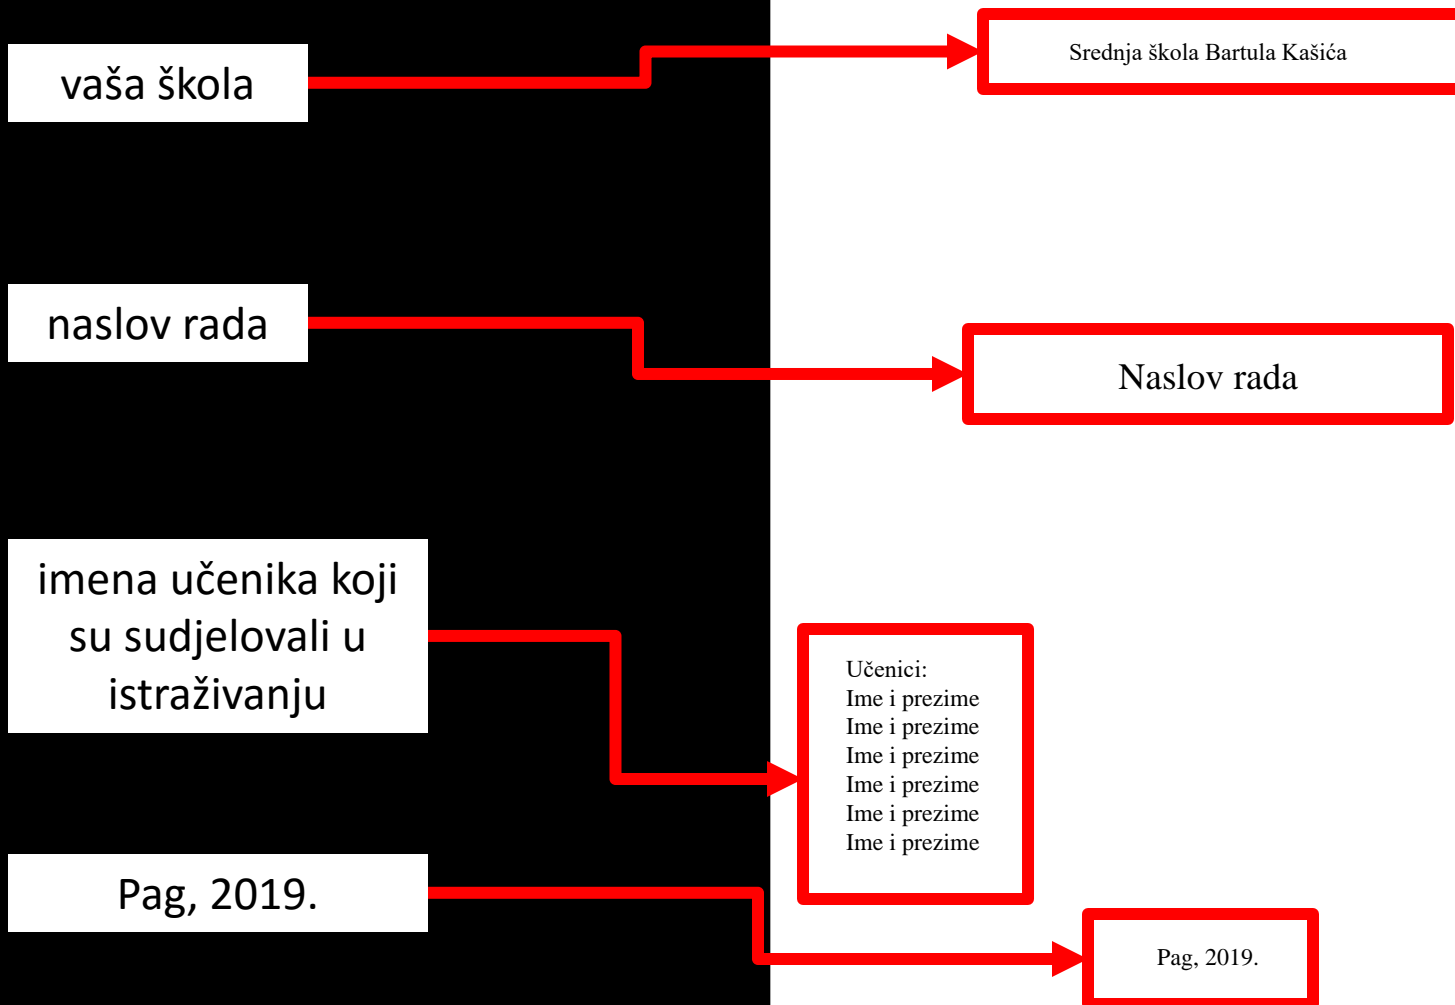 vaša škola
Srednja škola Bartula Kašića
naslov rada
Naslov rada
imena učenika koji
su sudjelovali u
istraživanju
Učenici:
Ime i prezime
Ime i prezime
Ime i prezime
Ime i prezime
Ime i prezime
Ime i prezime
Pag, 2019.
Pag, 2019.